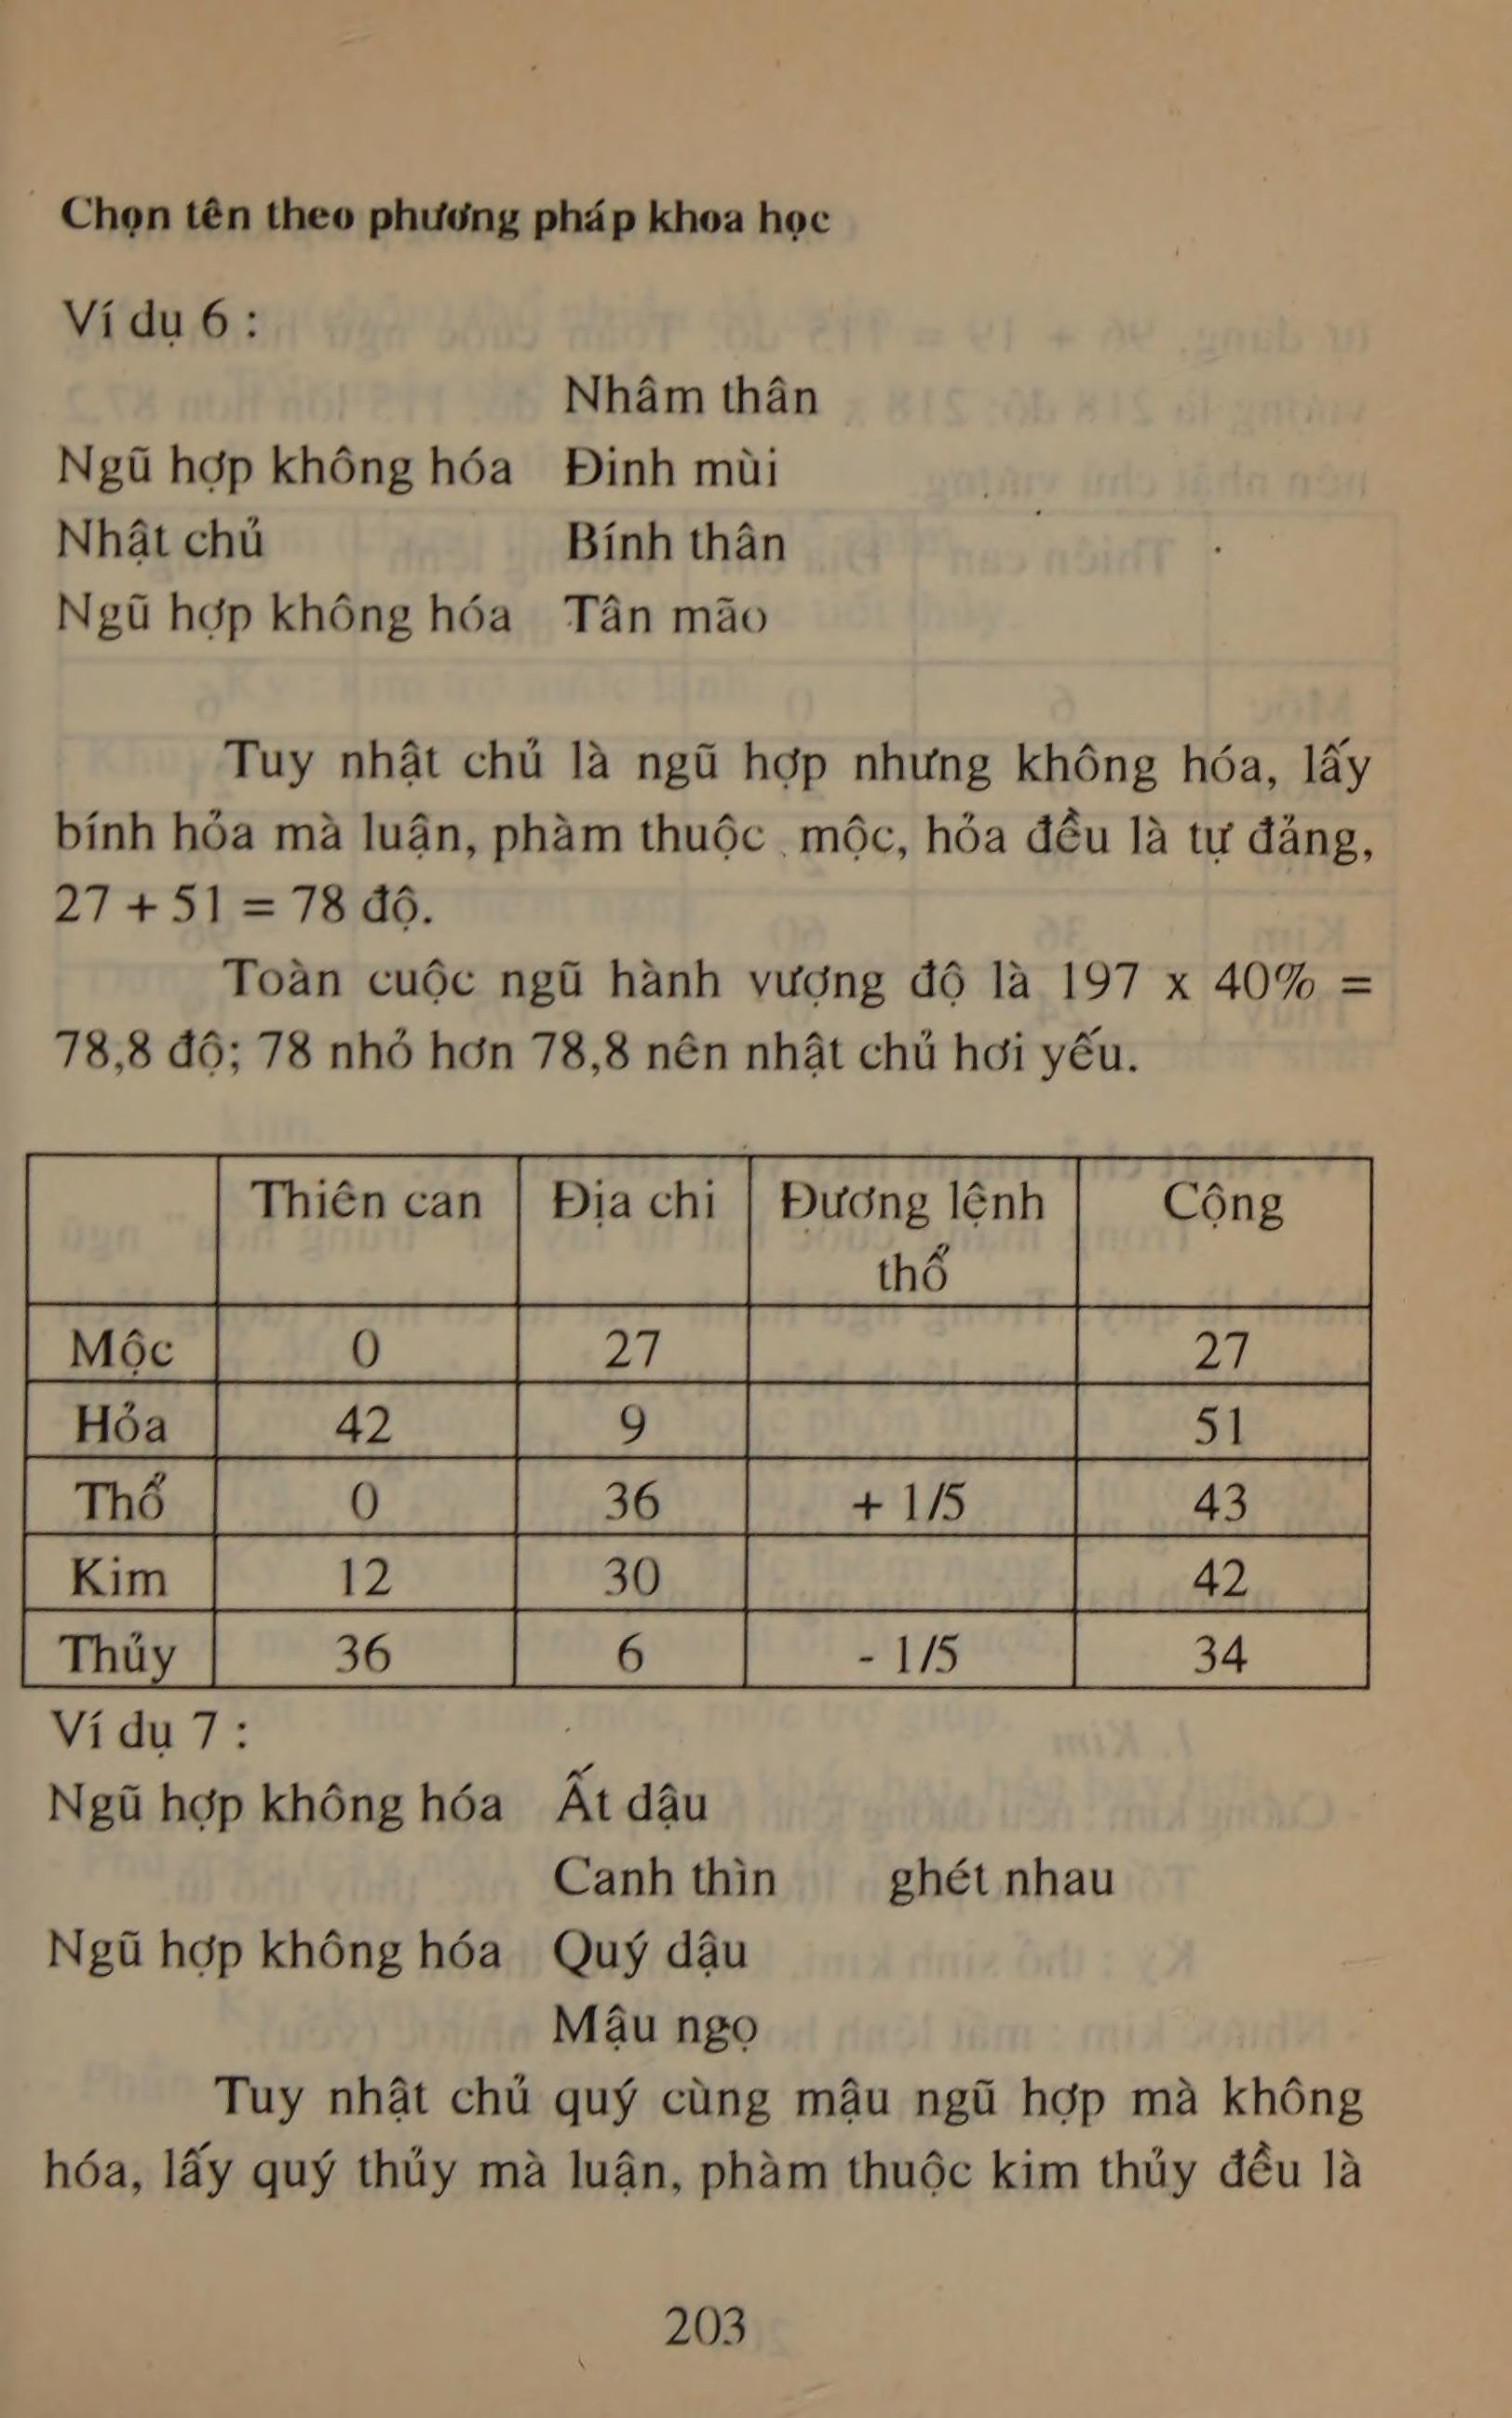 Chọn tên theo phương pháp khoa học
Ví dụ 6 :
Nhâm thân
Ngũ hợp không hóa Đinh mùi
Nhật chủ Bính thân
Ngũ hợp không hóa Tân mão
Tuy nhật chủ là ngũ hợp nhưng không hóa, lấy
bính hỏa mà luận, phàm thuộc mộc, hỏa đều là tự đảng,
27 + 51 = 78 độ.
Toàn cuộc ngũ hành vượng độ là 197 x 40% =
78,8 độ; 78 nhỏ hơn 78,8 nên nhật chủ hơi yếu.
Thiên can Địa chi Đương lệnh Cộng
thổ
Mộc 0 27 27
Hỏa 42 9 51
Thổ 0 36 + 1/5 43
Kim 12 30 42
Thủy 36 6 - 1/5 34
Ví dụ 7 :
Ngũ hợp không hóa Ất dậu
Canh thìn ghét nhau
Ngũ hợp không hóa Quý dậu
Mậu ngọ
Tuy nhật chủ quý cùng mậu ngũ hợp mà không
hóa, lấy quý thủy mà luận, phàm thuộc kim thủy đều là
203